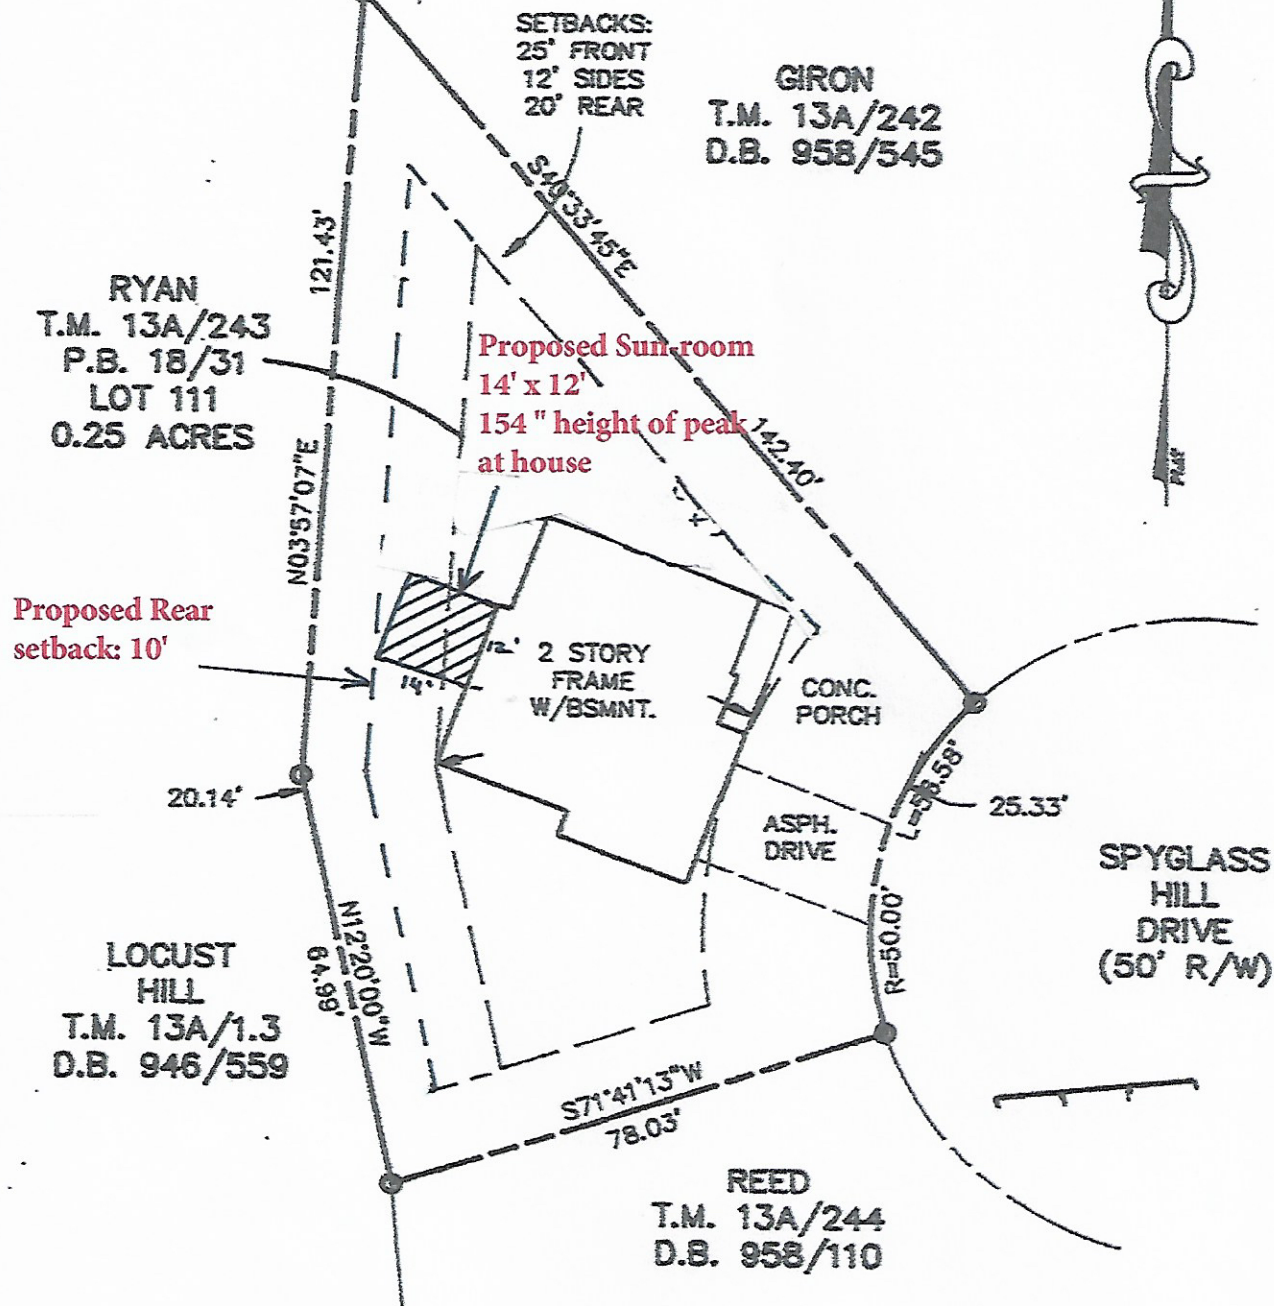 SETBACKS:
25' FRONT
12' SIDES
20' REAR
GIRON
T.M. 13A/242
D.B. 958/545
S49°33'45"E
142.40'
121.43'
N03°57'07"E
RYAN
T.M. 13A/243
P.B. 18/31
LOT 111
0.25 ACRES
Proposed Sun-room
14' x 12'
154 " height of peak
at house
Proposed Rear
setback: 10'
12'
14'
2 STORY
FRAME
W/BSMNT.
CONC.
PORCH
20.14'
ASPH.
DRIVE
L=58.58'
25.33'
R=50.00'
SPYGLASS
HILL
DRIVE
(50' R/W)
N12°20'00"W
64.99'
LOCUST
HILL
T.M. 13A/1.3
D.B. 946/559
S71°41'13"W
78.03'
REED
T.M. 13A/244
D.B. 958/110